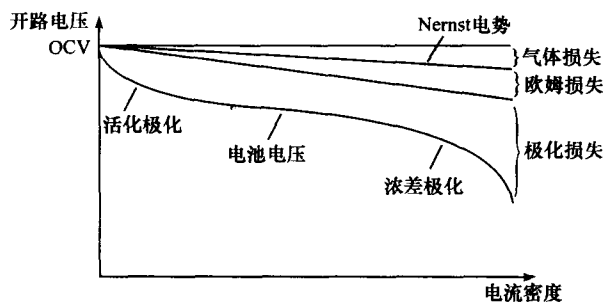 开路电压
OCV
Nernst电势
气体损失
欧姆损失
活化极化
电池电压
浓差极化
极化损失
电流密度